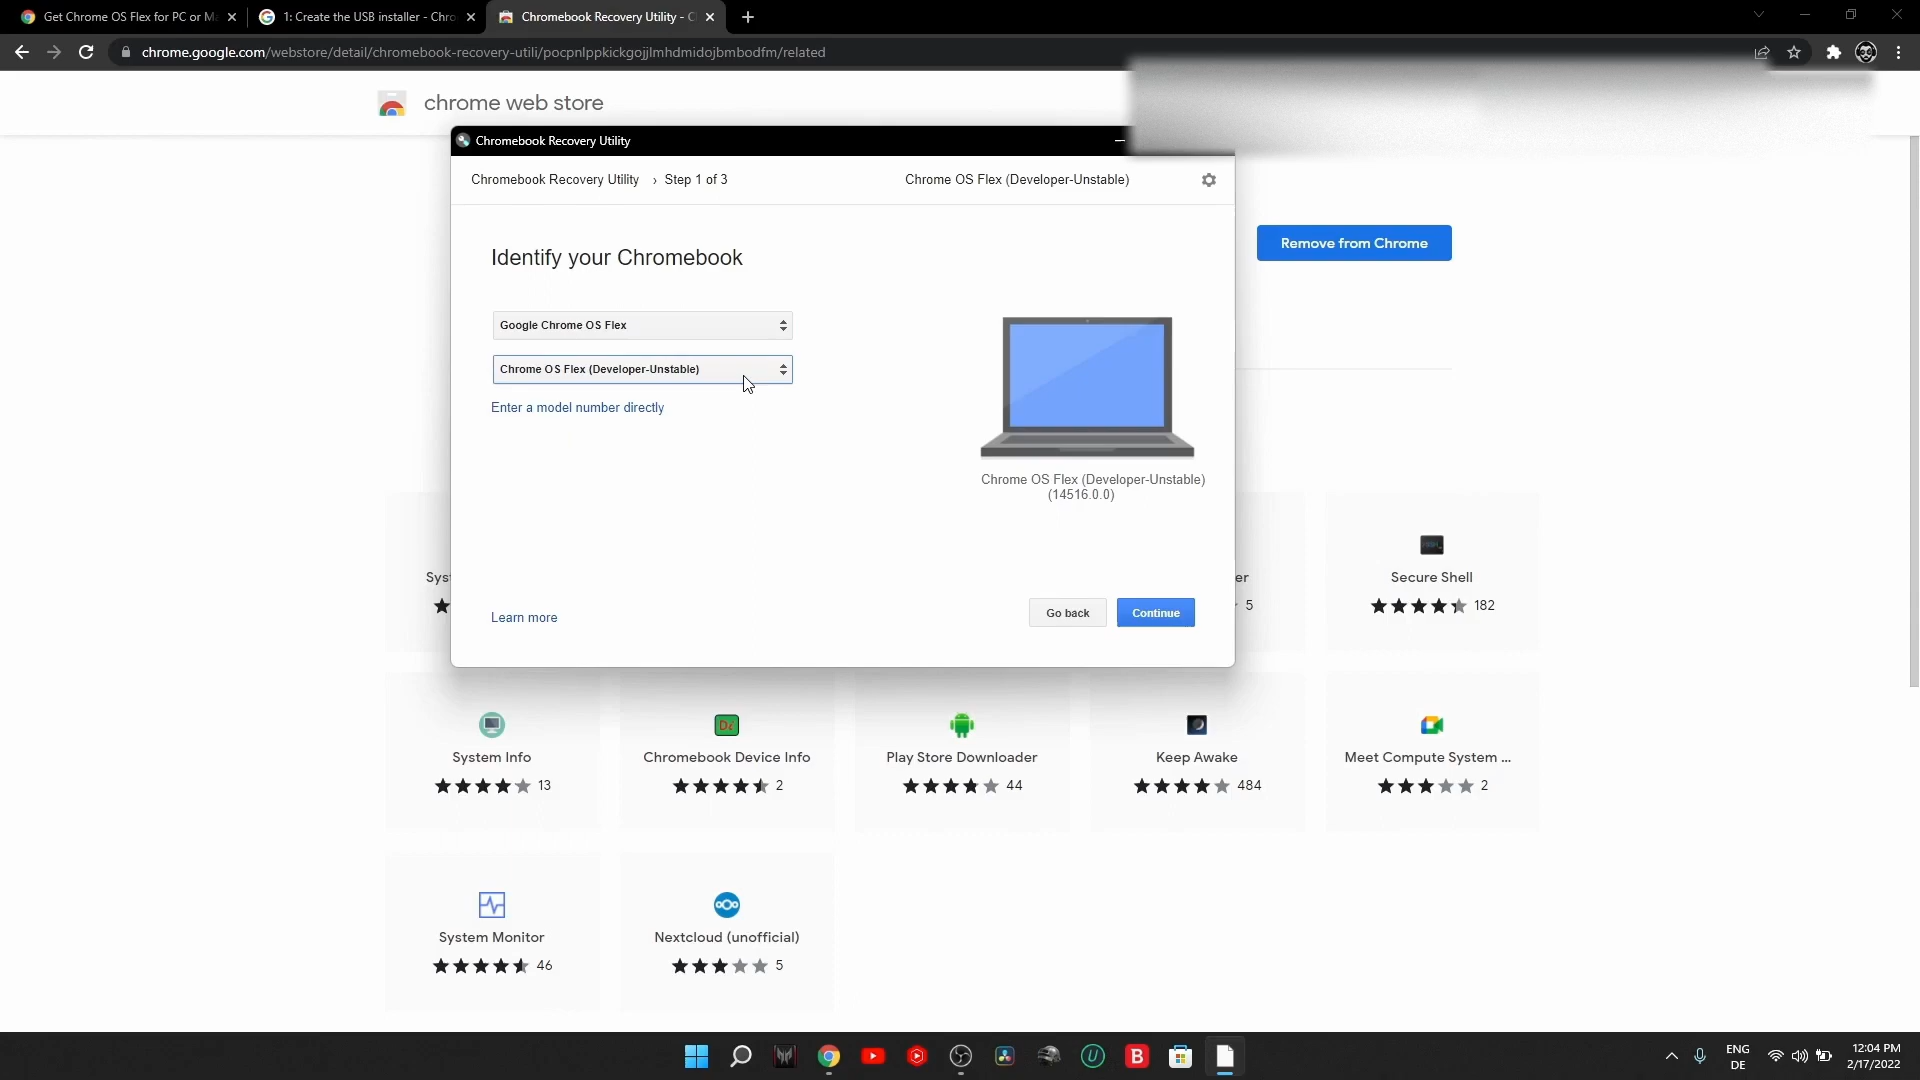 Get Chrome OS Flex for PC or Ma
1: Create the USB installer - Chro
Chromebook Recovery Utility - C
chrome.google.com/webstore/detail/chromebook-recovery-utili/pocpnlppkickgojjlmhdmidojbmbodfm/related
chrome web store
Chromebook Recovery Utility
Chromebook Recovery Utility › Step 1 of 3
Chrome OS Flex (Developer-Unstable)
Remove from Chrome
Identify your Chromebook
Google Chrome OS Flex
Chrome OS Flex (Developer-Unstable)
Enter a model number directly
Chrome OS Flex (Developer-Unstable)
(14516.0.0)
Learn more
Go back
Continue
Syst
er
5
Secure Shell
182
System Info
13
Chromebook Device Info
2
Play Store Downloader
44
Keep Awake
484
Meet Compute System ...
2
System Monitor
46
Nextcloud (unofficial)
5
ENG
DE
12:04 PM
2/17/2022